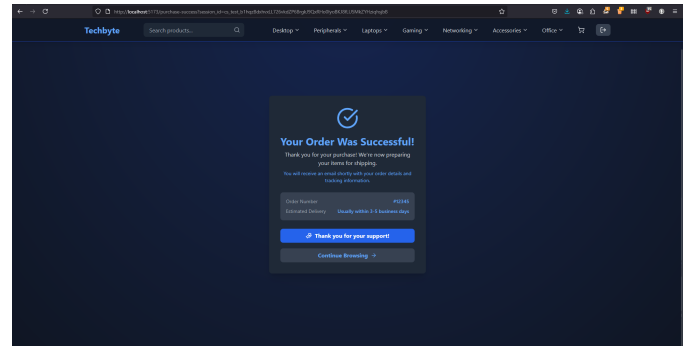 Techbyte
Search products...
Desktop
Peripherals
Laptops
Gaming
Networking
Accessories
Office
Your Order Was Successful!
Thank you for your purchase! We're now preparing
your items for shipping.
You will receive an email shortly with your order details and
tracking information.
Order Number #12345
Estimated Delivery Usually within 3-5 business days
Thank you for your support!
Continue Browsing →